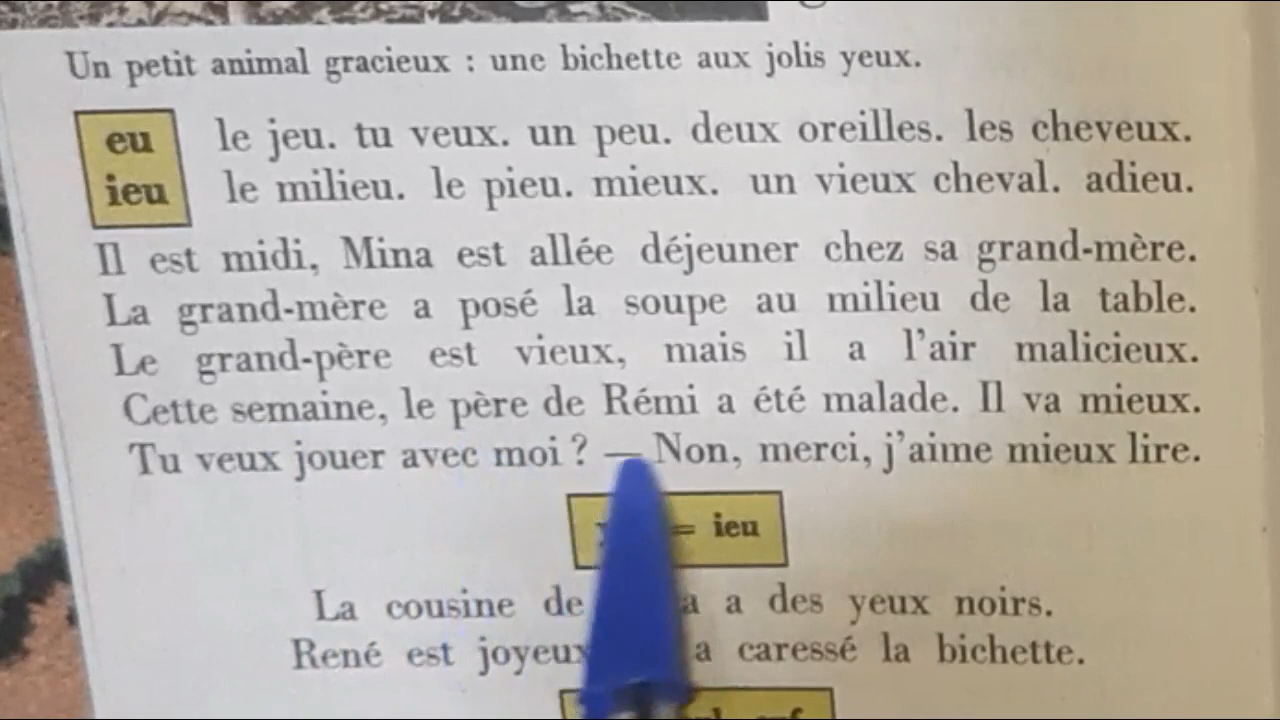 Un petit animal gracieux : une bichette aux jolis yeux.
eu le jeu. tu veux. un peu. deux oreilles. les cheveux.
ieu le milieu. le pieu. mieux. un vieux cheval. adieu.
Il est midi, Mina est allée déjeuner chez sa grand-mère.
La grand-mère a posé la soupe au milieu de la table.
Le grand-père est vieux, mais il a l'air malicieux.
Cette semaine, le père de Rémi a été malade. Il va mieux.
Tu veux jouer avec moi ? — Non, merci, j'aime mieux lire.
= ieu
La cousine de a des yeux noirs.
René est joyeux a caressé la bichette.